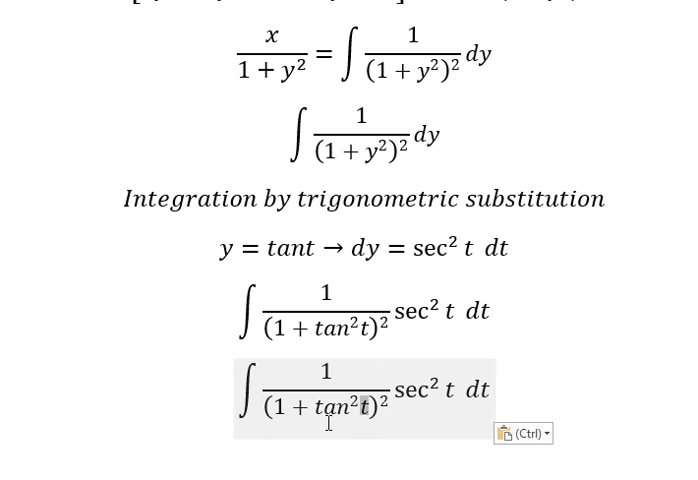 x/(1 + y²) = ∫ 1/(1 + y²)² dy
∫ 1/(1 + y²)² dy
Integration by trigonometric substitution
y = tant → dy = sec² t dt
∫ 1/(1 + tan²t)² sec² t dt
∫ 1/(1 + tan²t)² sec² t dt
(Ctrl)